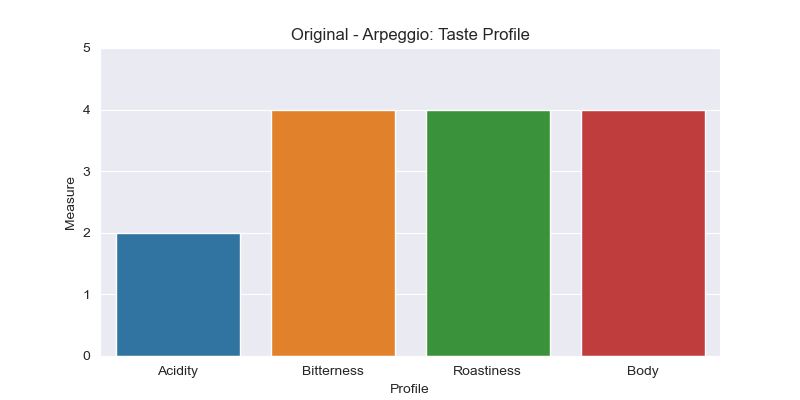 Original - Arpeggio: Taste Profile
5
4
3
2
1
0
Measure
Acidity Bitterness Roastiness Body
Profile